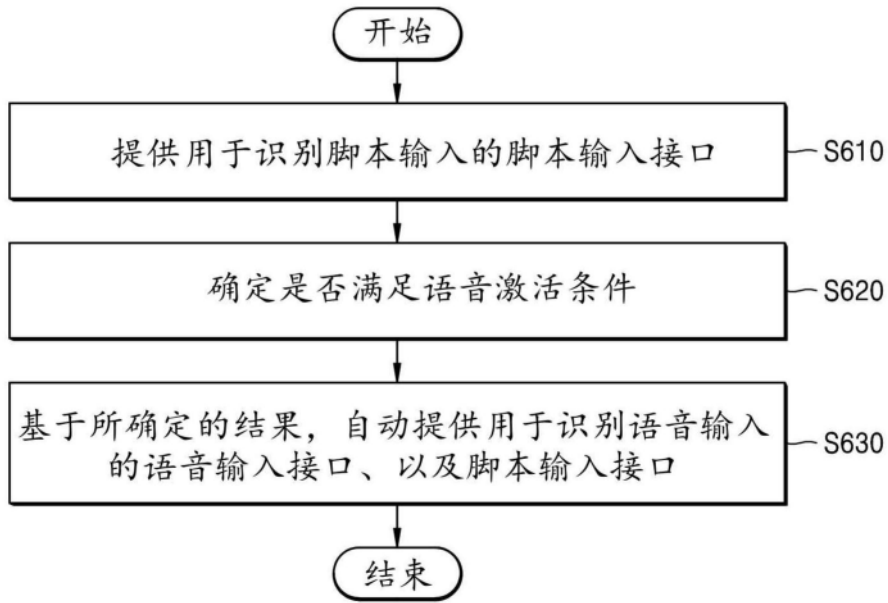 开始
提供用于识别脚本输入的脚本输入接口
S610
确定是否满足语音激活条件
S620
基于所确定的结果，自动提供用于识别语音输入
的语音输入接口、以及脚本输入接口
S630
结束